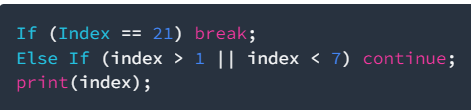 If (Index == 21) break;
Else If (index > 1 || index < 7) continue;
print(index);